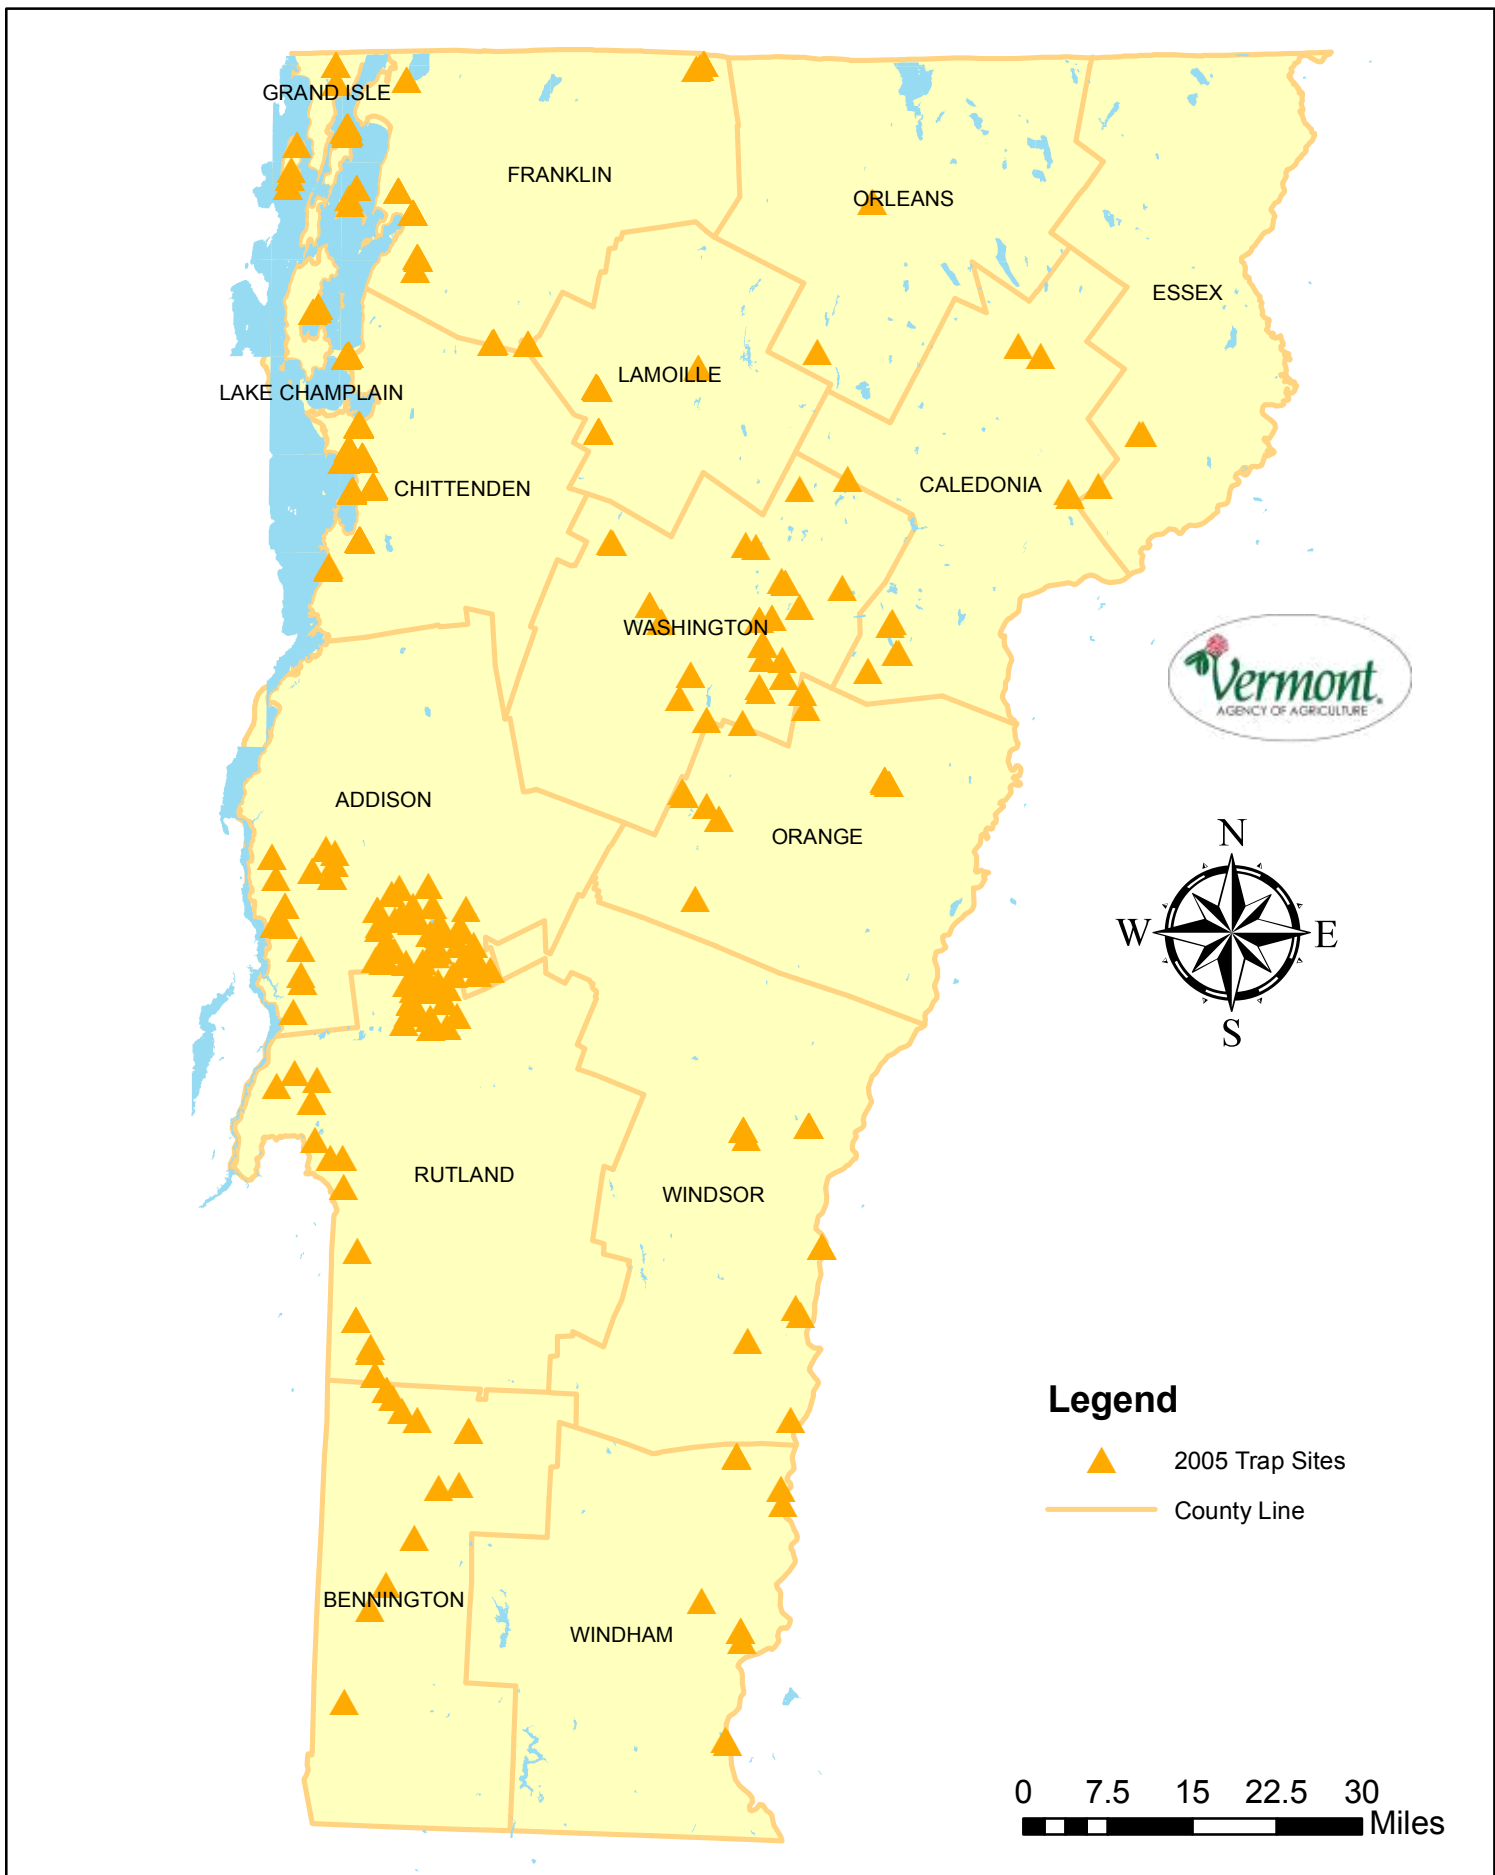 GRAND ISLE
FRANKLIN
ORLEANS
ESSEX
LAMOILLE
LAKE CHAMPLAIN
CHITTENDEN
CALEDONIA
WASHINGTON
Vermont
AGENCY OF AGRICULTURE
ADDISON
ORANGE
N
W E
S
RUTLAND
WINDSOR
Legend
2005 Trap Sites
County Line
BENNINGTON
WINDHAM
0 7.5 15 22.5 30
Miles